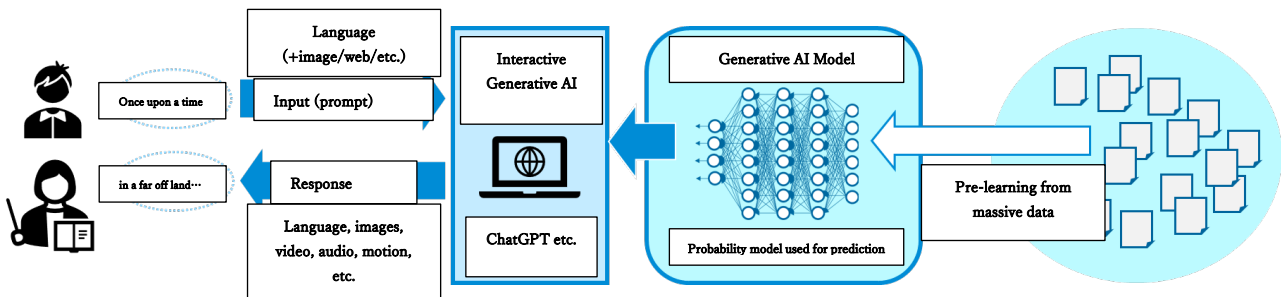 Language
(+image/web/etc.)
Once upon a time
Input (prompt)
in a far off land…
Response
Language, images,
video, audio, motion,
etc.
Interactive
Generative AI
ChatGPT etc.
Generative AI Model
Probability model used for prediction
Pre-learning from
massive data